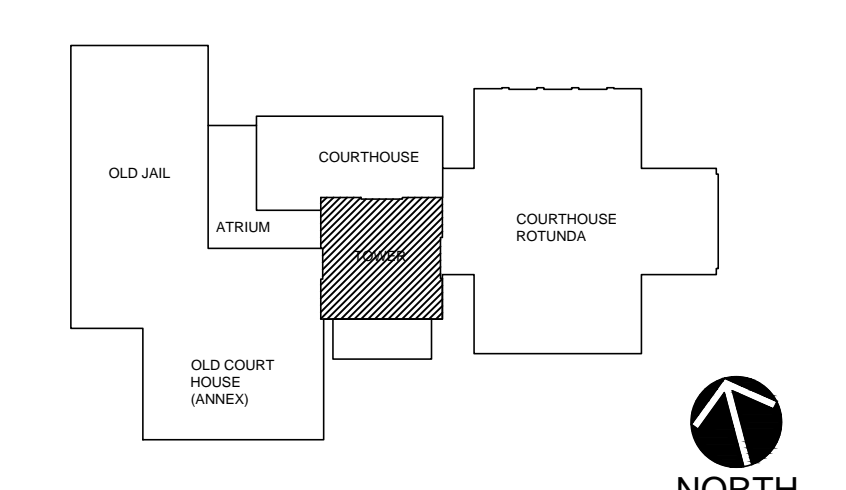 COURTHOUSE
OLD JAIL
COURTHOUSE
ROTUNDA
ATRIUM
TOWER
OLD COURT
HOUSE
(ANNEX)
NORTH